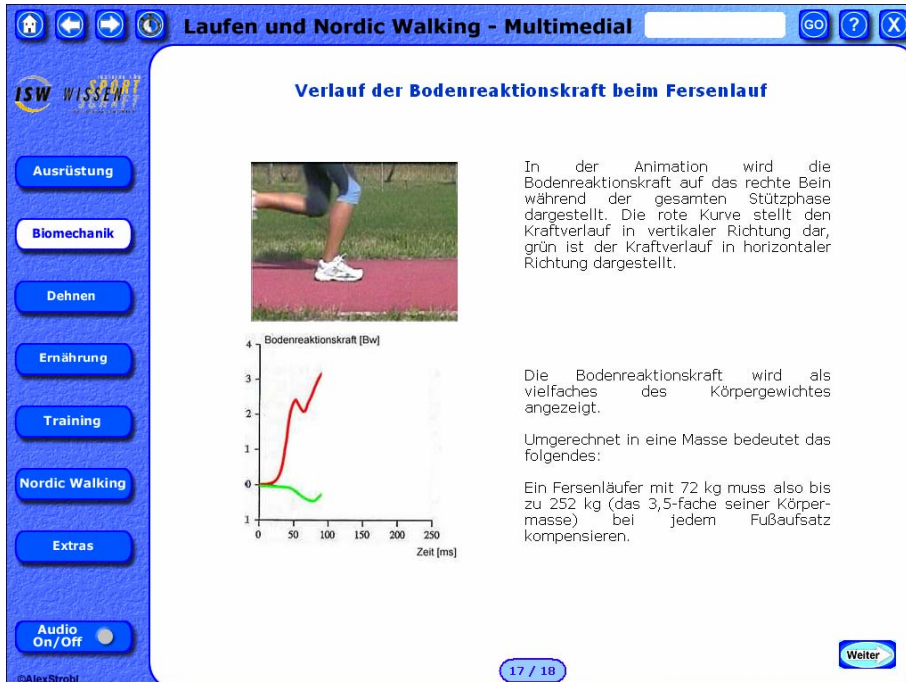 Laufen und Nordic Walking - Multimedial
GO
?
X
ISW WISSEN
SPORT
Ausrüstung
Biomechanik
Dehnen
Ernährung
Training
Nordic Walking
Extras
Audio
On/Off
©AlexStrobl
Verlauf der Bodenreaktionskraft beim Fersenlauf
In der Animation wird die
Bodenreaktionskraft auf das rechte Bein
während der gesamten Stützphase
dargestellt. Die rote Kurve stellt den
Kraftverlauf in vertikaler Richtung dar,
grün ist der Kraftverlauf in horizontaler
Richtung dargestellt.
Bodenreaktionskraft [Bw]
4
3
2
1
0
1
0 50 100 150 200 250
Zeit [ms]
Die Bodenreaktionskraft wird als
vielfaches des Körpergewichtes
angezeigt.
Umgerechnet in eine Masse bedeutet das
folgendes:
Ein Fersenläufer mit 72 kg muss also bis
zu 252 kg (das 3,5-fache seiner Körper-
masse) bei jedem Fußaufsatz
kompensieren.
17 / 18
Weiter